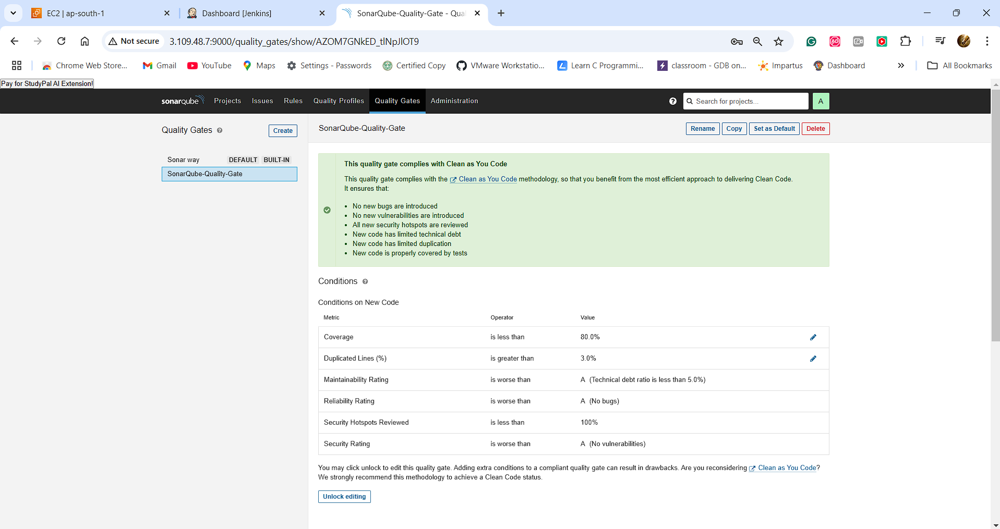 EC2 | ap-south-1
Dashboard [Jenkins]
SonarQube-Quality-Gate - Qua
Not secure
3.109.48.7:9000/quality_gates/show/AZOM7GNkED_tlNpJlOT9
Chrome Web Store...
Gmail
YouTube
Maps
Settings - Passwords
Certified Copy
VMware Workstatio...
Learn C Programmi...
classroom - GDB on...
Impartus
Dashboard
All Bookmarks
Pay for StudyPal AI Extension!
sonarqube
Projects
Issues
Rules
Quality Profiles
Quality Gates
Administration
Search for projects...
A
Quality Gates
Create
SonarQube-Quality-Gate
Rename
Copy
Set as Default
Delete
Sonar way DEFAULT BUILT-IN
SonarQube-Quality-Gate
This quality gate complies with Clean as You Code
This quality gate complies with the Clean as You Code methodology, so that you benefit from the most efficient approach to delivering Clean Code.
It ensures that:
• No new bugs are introduced
• No new vulnerabilities are introduced
• All new security hotspots are reviewed
• New code has limited technical debt
• New code has limited duplication
• New code is properly covered by tests
Conditions
Conditions on New Code
Metric Operator Value
Coverage is less than 80.0%
Duplicated Lines (%) is greater than 3.0%
Maintainability Rating is worse than A (Technical debt ratio is less than 5.0%)
Reliability Rating is worse than A (No bugs)
Security Hotspots Reviewed is less than 100%
Security Rating is worse than A (No vulnerabilities)
You may click unlock to edit this quality gate. Adding extra conditions to a compliant quality gate can result in drawbacks. Are you reconsidering Clean as You Code?
We strongly recommend this methodology to achieve a Clean Code status.
Unlock editing